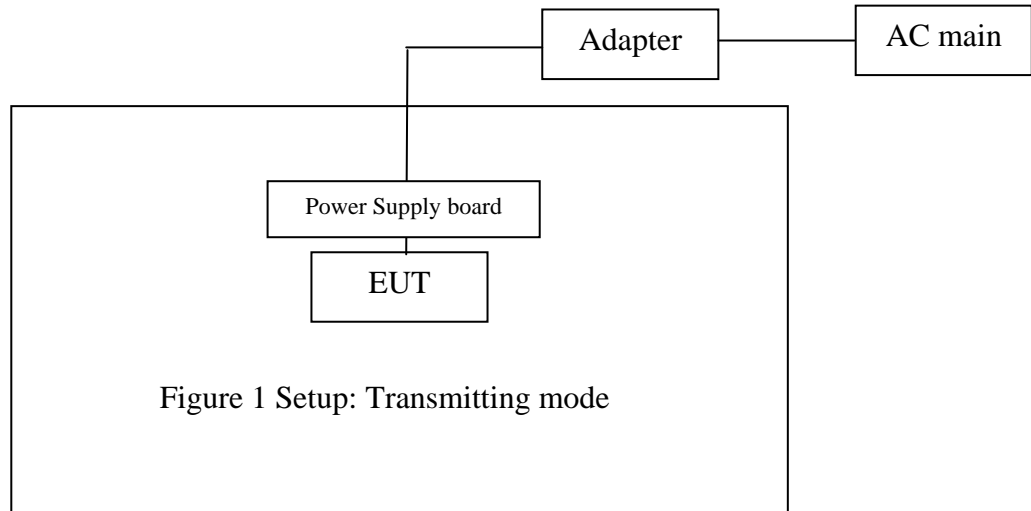 Adapter
AC main
Power Supply board
EUT
Figure 1 Setup: Transmitting mode